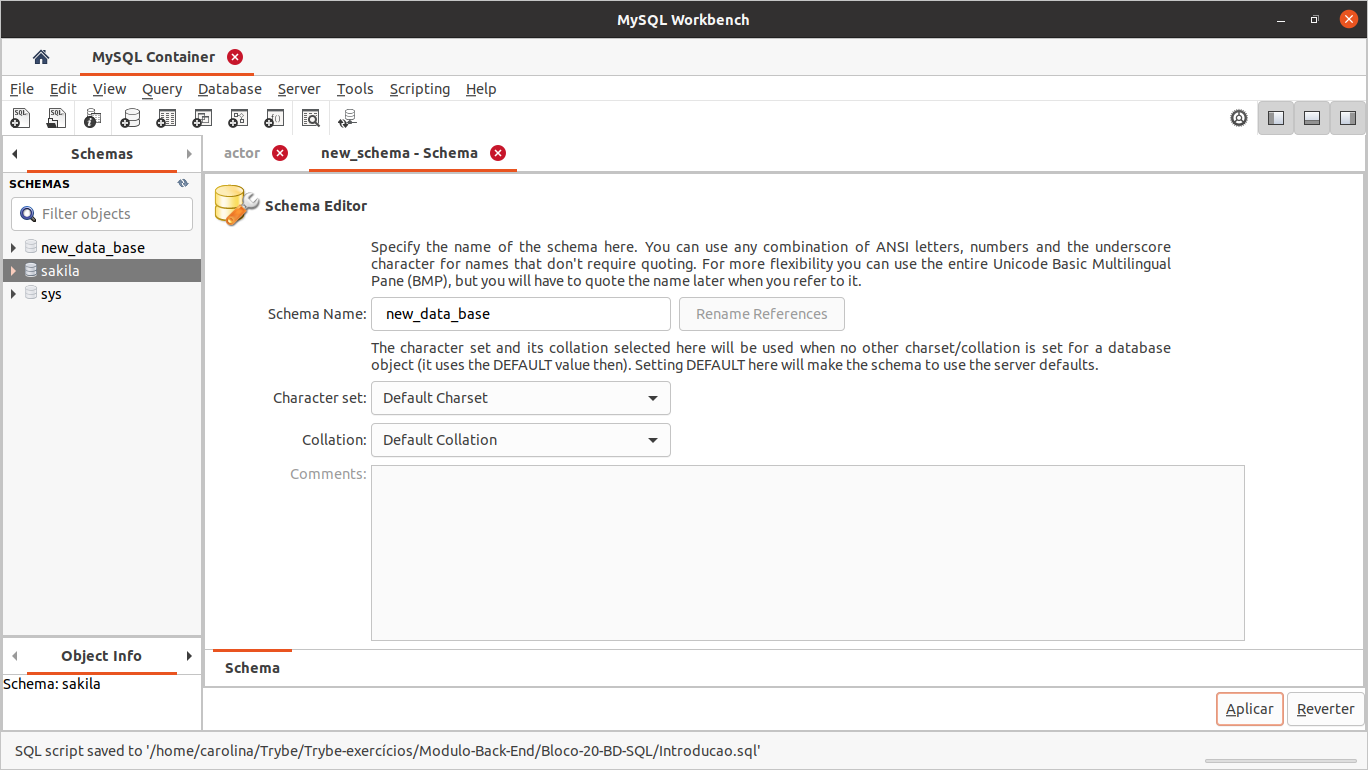 MySQL Workbench
MySQL Container
File Edit View Query Database Server Tools Scripting Help
Schemas
actor
new_schema - Schema
SCHEMAS
Filter objects
new_data_base
sakila
sys
Schema Editor
Specify the name of the schema here. You can use any combination of ANSI letters, numbers and the underscore
character for names that don't require quoting. For more flexibility you can use the entire Unicode Basic Multilingual
Pane (BMP), but you will have to quote the name later when you refer to it.
Schema Name: new_data_base Rename References
The character set and its collation selected here will be used when no other charset/collation is set for a database
object (it uses the DEFAULT value then). Setting DEFAULT here will make the schema to use the server defaults.
Character set: Default Charset
Collation: Default Collation
Comments:
Object Info
Schema: sakila
Schema
Aplicar Reverter
SQL script saved to '/home/carolina/Trybe/Trybe-exercícios/Modulo-Back-End/Bloco-20-BD-SQL/Introducao.sql'